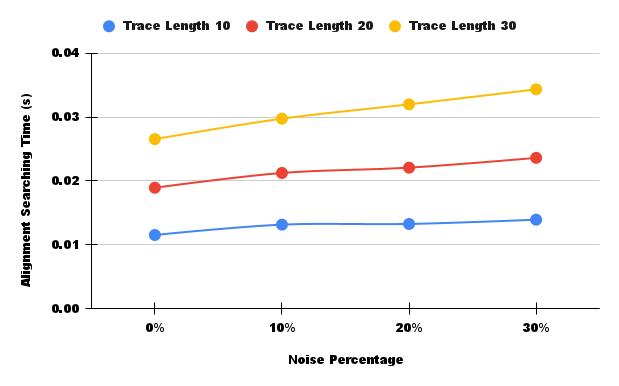 Trace Length 10 Trace Length 20 Trace Length 30
Alignment Searching Time (s)
0.04
0.03
0.02
0.01
0.00
0% 10% 20% 30%
Noise Percentage